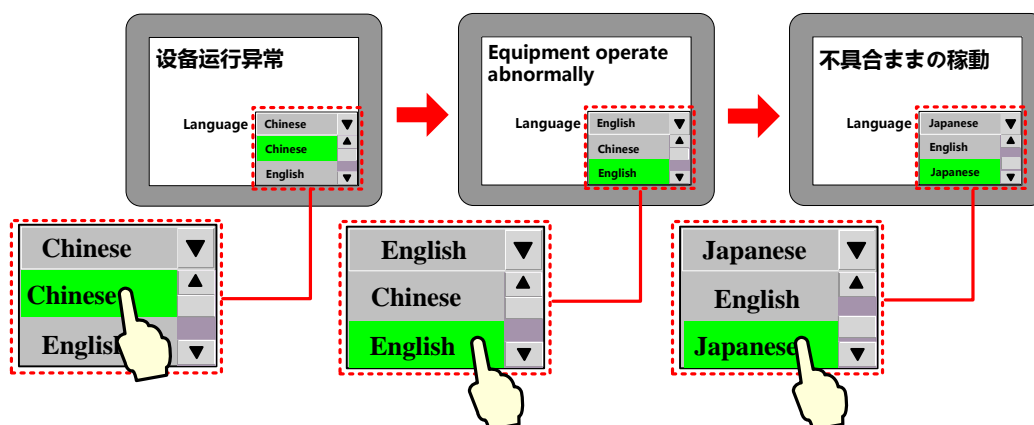 设备运行异常
Language
Chinese
Chinese
English
Equipment operate
abnormally
Language
English
Chinese
English
不具合ままの稼動
Language
Japanese
English
Japanese
Chinese
Chinese
English
English
Chinese
English
Japanese
English
Japanese